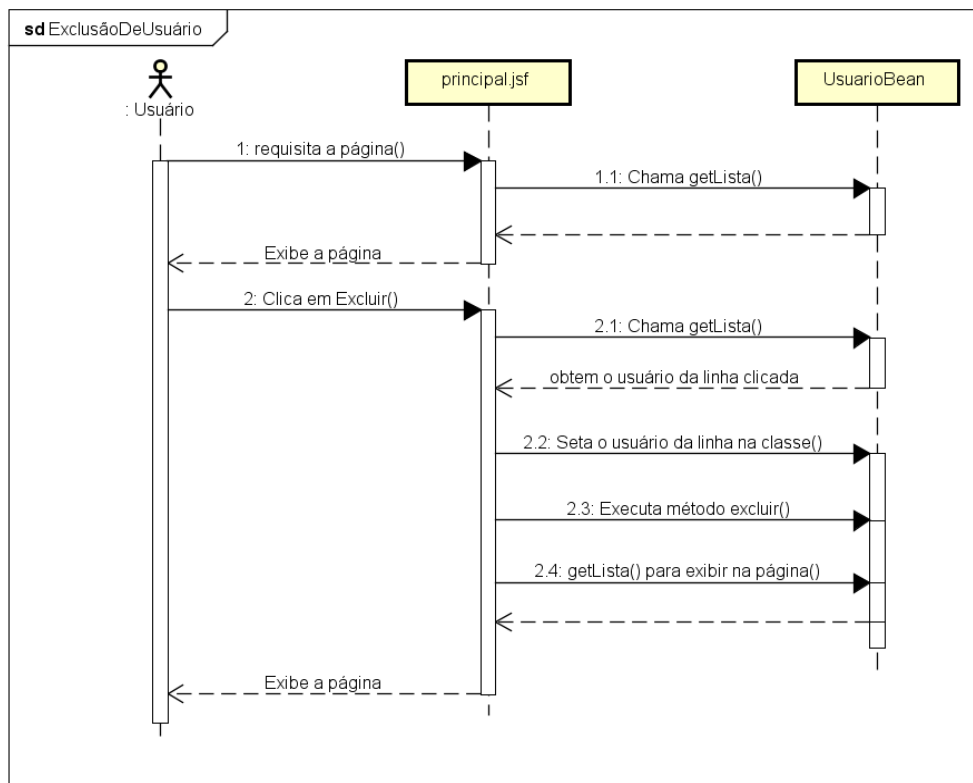 sd ExclusãoDeUsuário
: Usuário
principal.jsf
UsuarioBean
1: requisita a página()
1.1: Chama getLista()
Exibe a página
2: Clica em Excluir()
2.1: Chama getLista()
obtem o usuário da linha clicada
2.2: Seta o usuário da linha na classe()
2.3: Executa método excluir()
2.4: getLista() para exibir na página()
Exibe a página